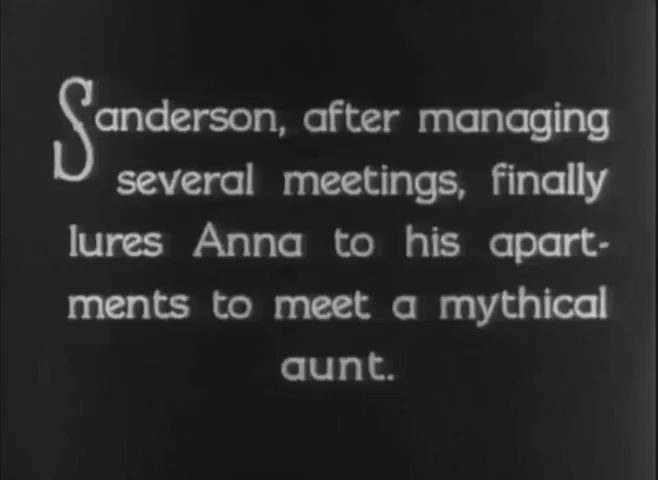 Sanderson, after managing
several meetings, finally
lures Anna to his apart-
ments to meet a mythical
aunt.